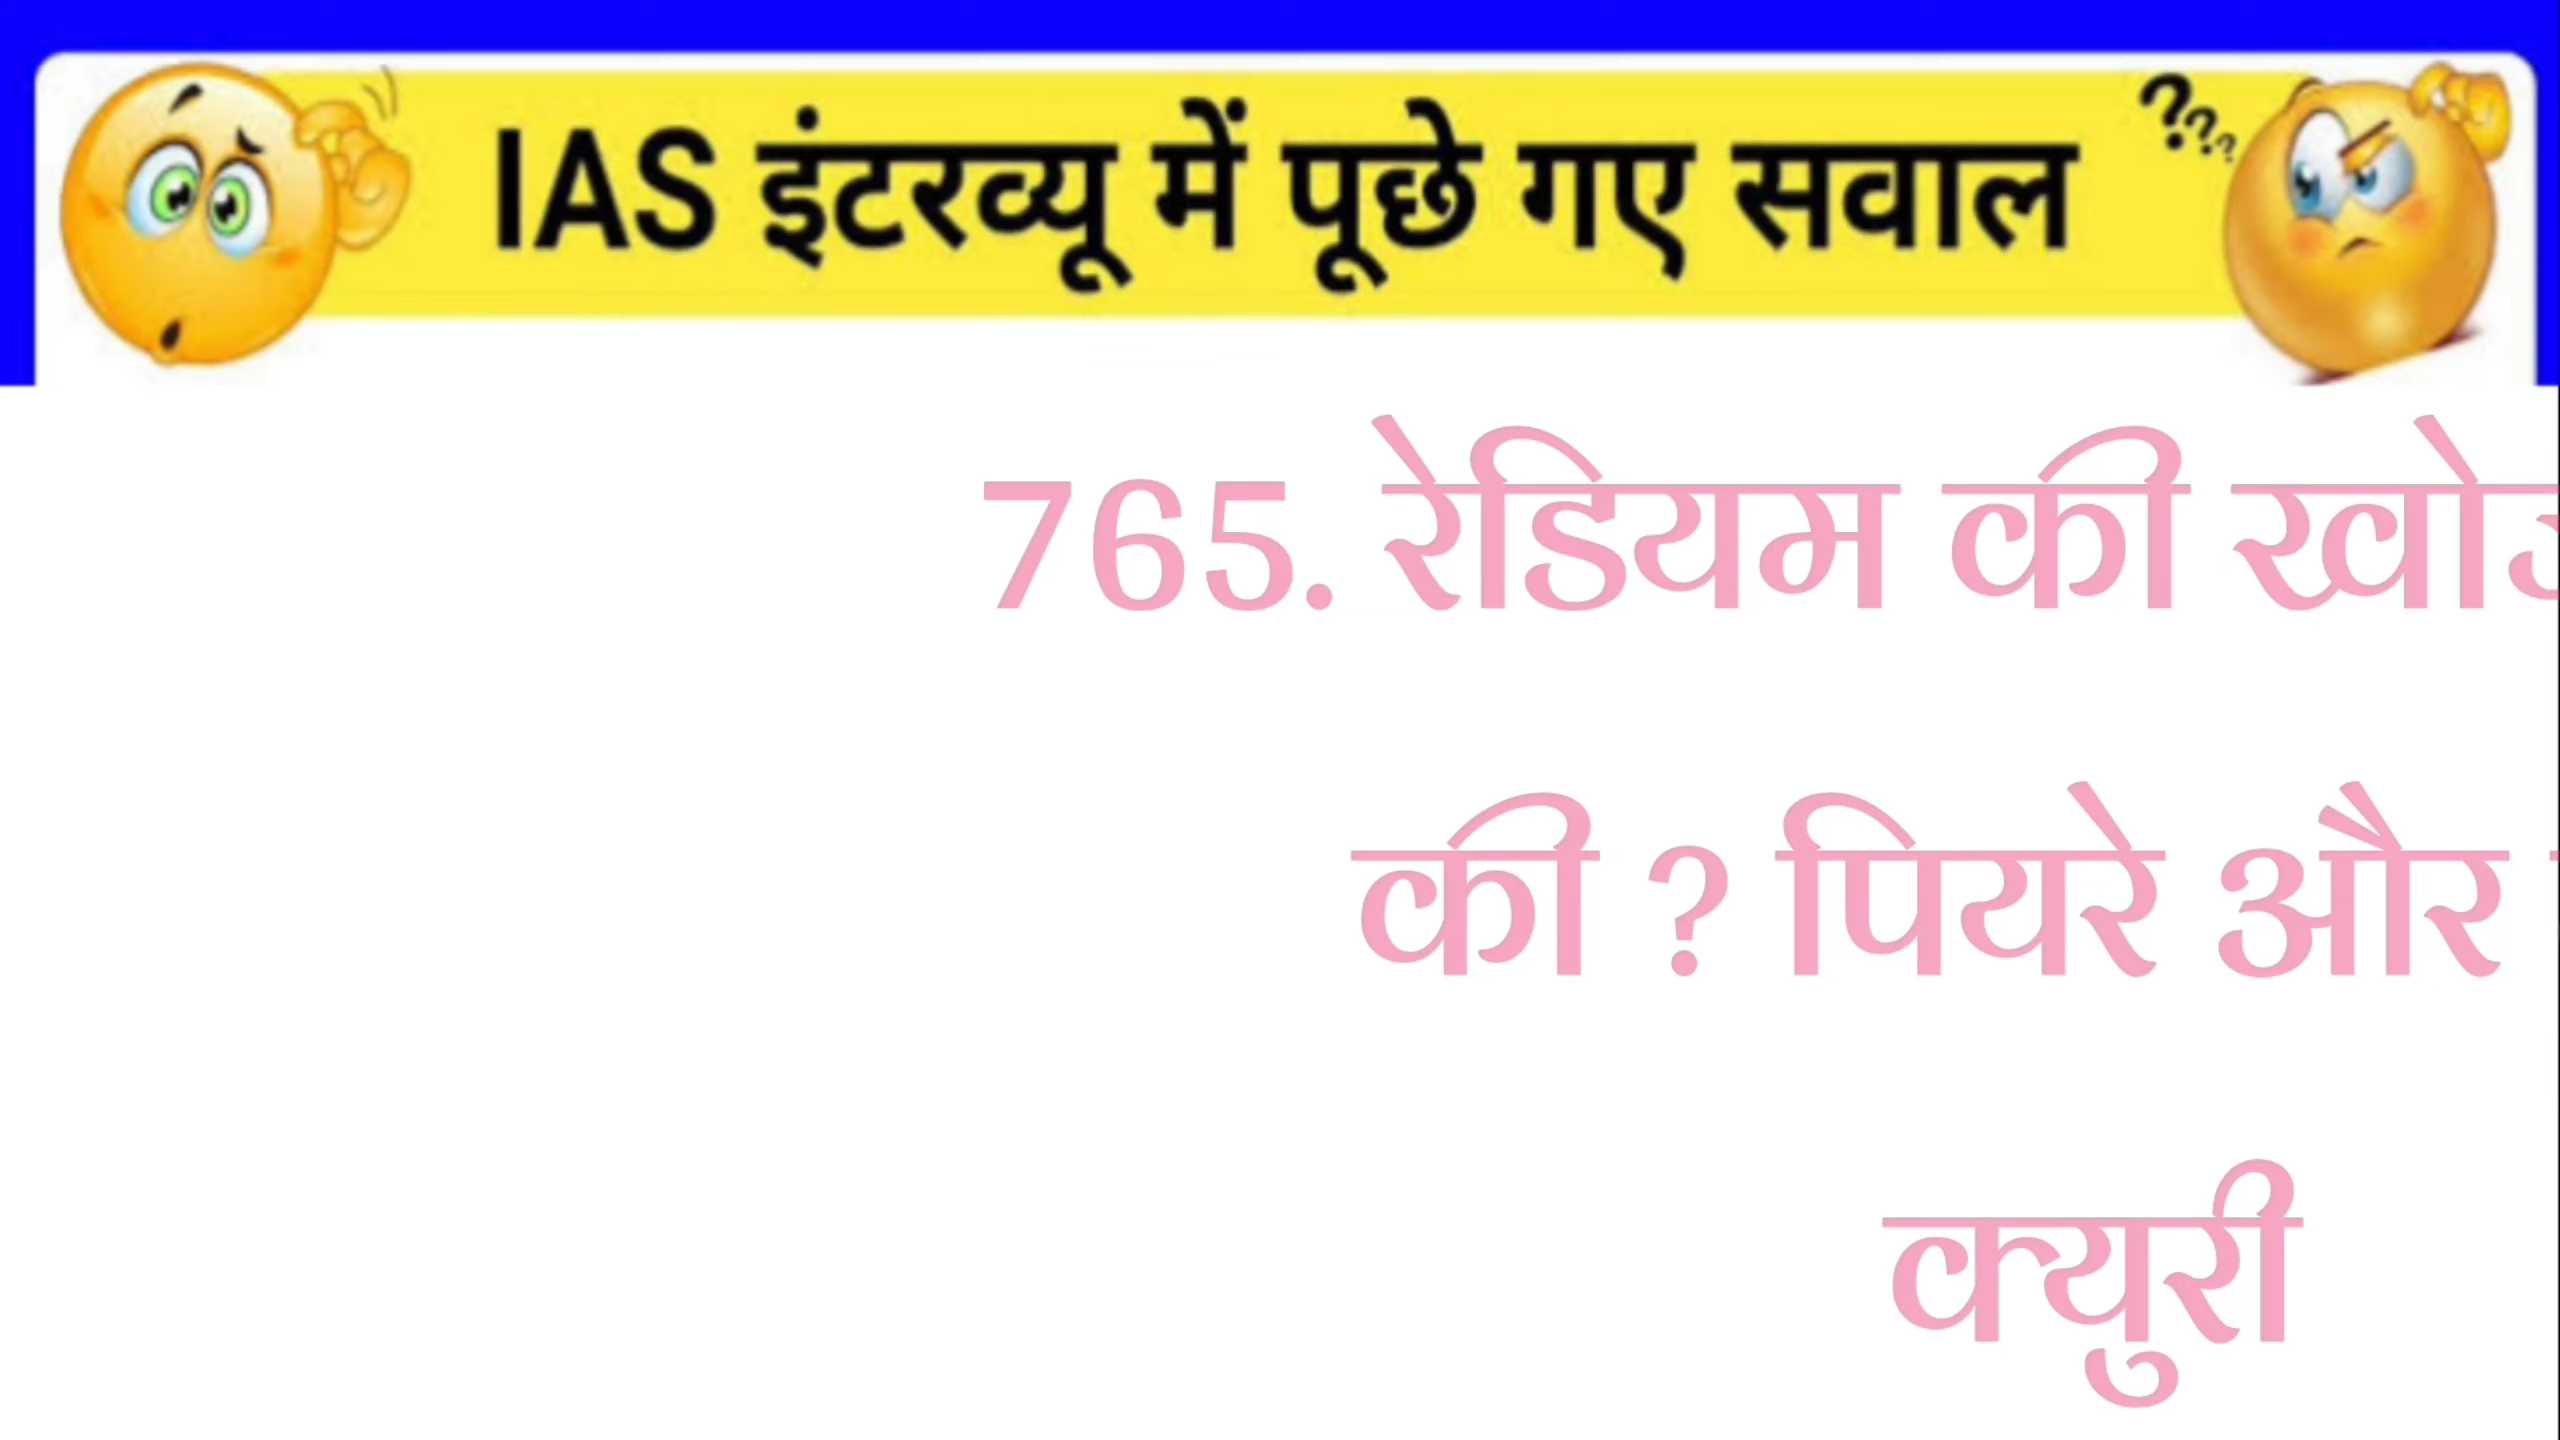 IAS इंटरव्यू में पूछे गए सवाल
???
765. रेडियम की
की ? पियरे और
क्युरी